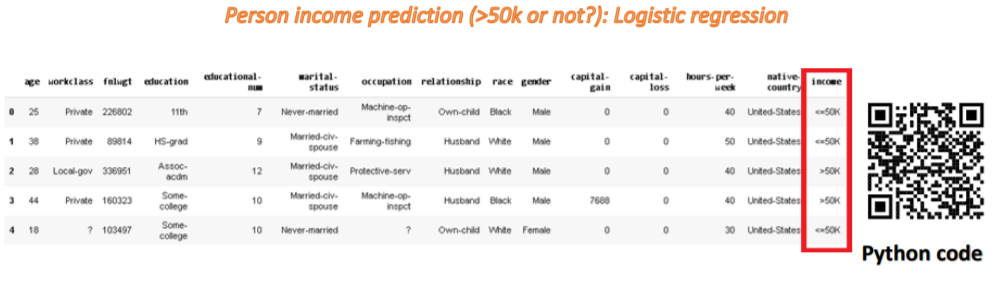 Person income prediction (>50k or not?): Logistic regression
age workclass fnlwgt education educational-num marital-status occupation relationship race gender capital-gain capital-loss hours-per-week native-country income
0 25 Private 226802 11th 7 Never-married Machine-op-inspct Own-child Black Male 0 0 40 United-States <=50K
1 38 Private 89814 HS-grad 9 Married-civ-spouse Farming-fishing Husband White Male 0 0 50 United-States <=50K
2 28 Local-gov 336951 Assoc-acdm 12 Married-civ-spouse Protective-serv Husband White Male 0 0 40 United-States >50K
3 44 Private 160323 Some-college 10 Married-civ-spouse Machine-op-inspct Husband Black Male 7688 0 40 United-States >50K
4 18 ? 103497 Some-college 10 Never-married ? Own-child White Female 0 0 30 United-States <=50K
Python code